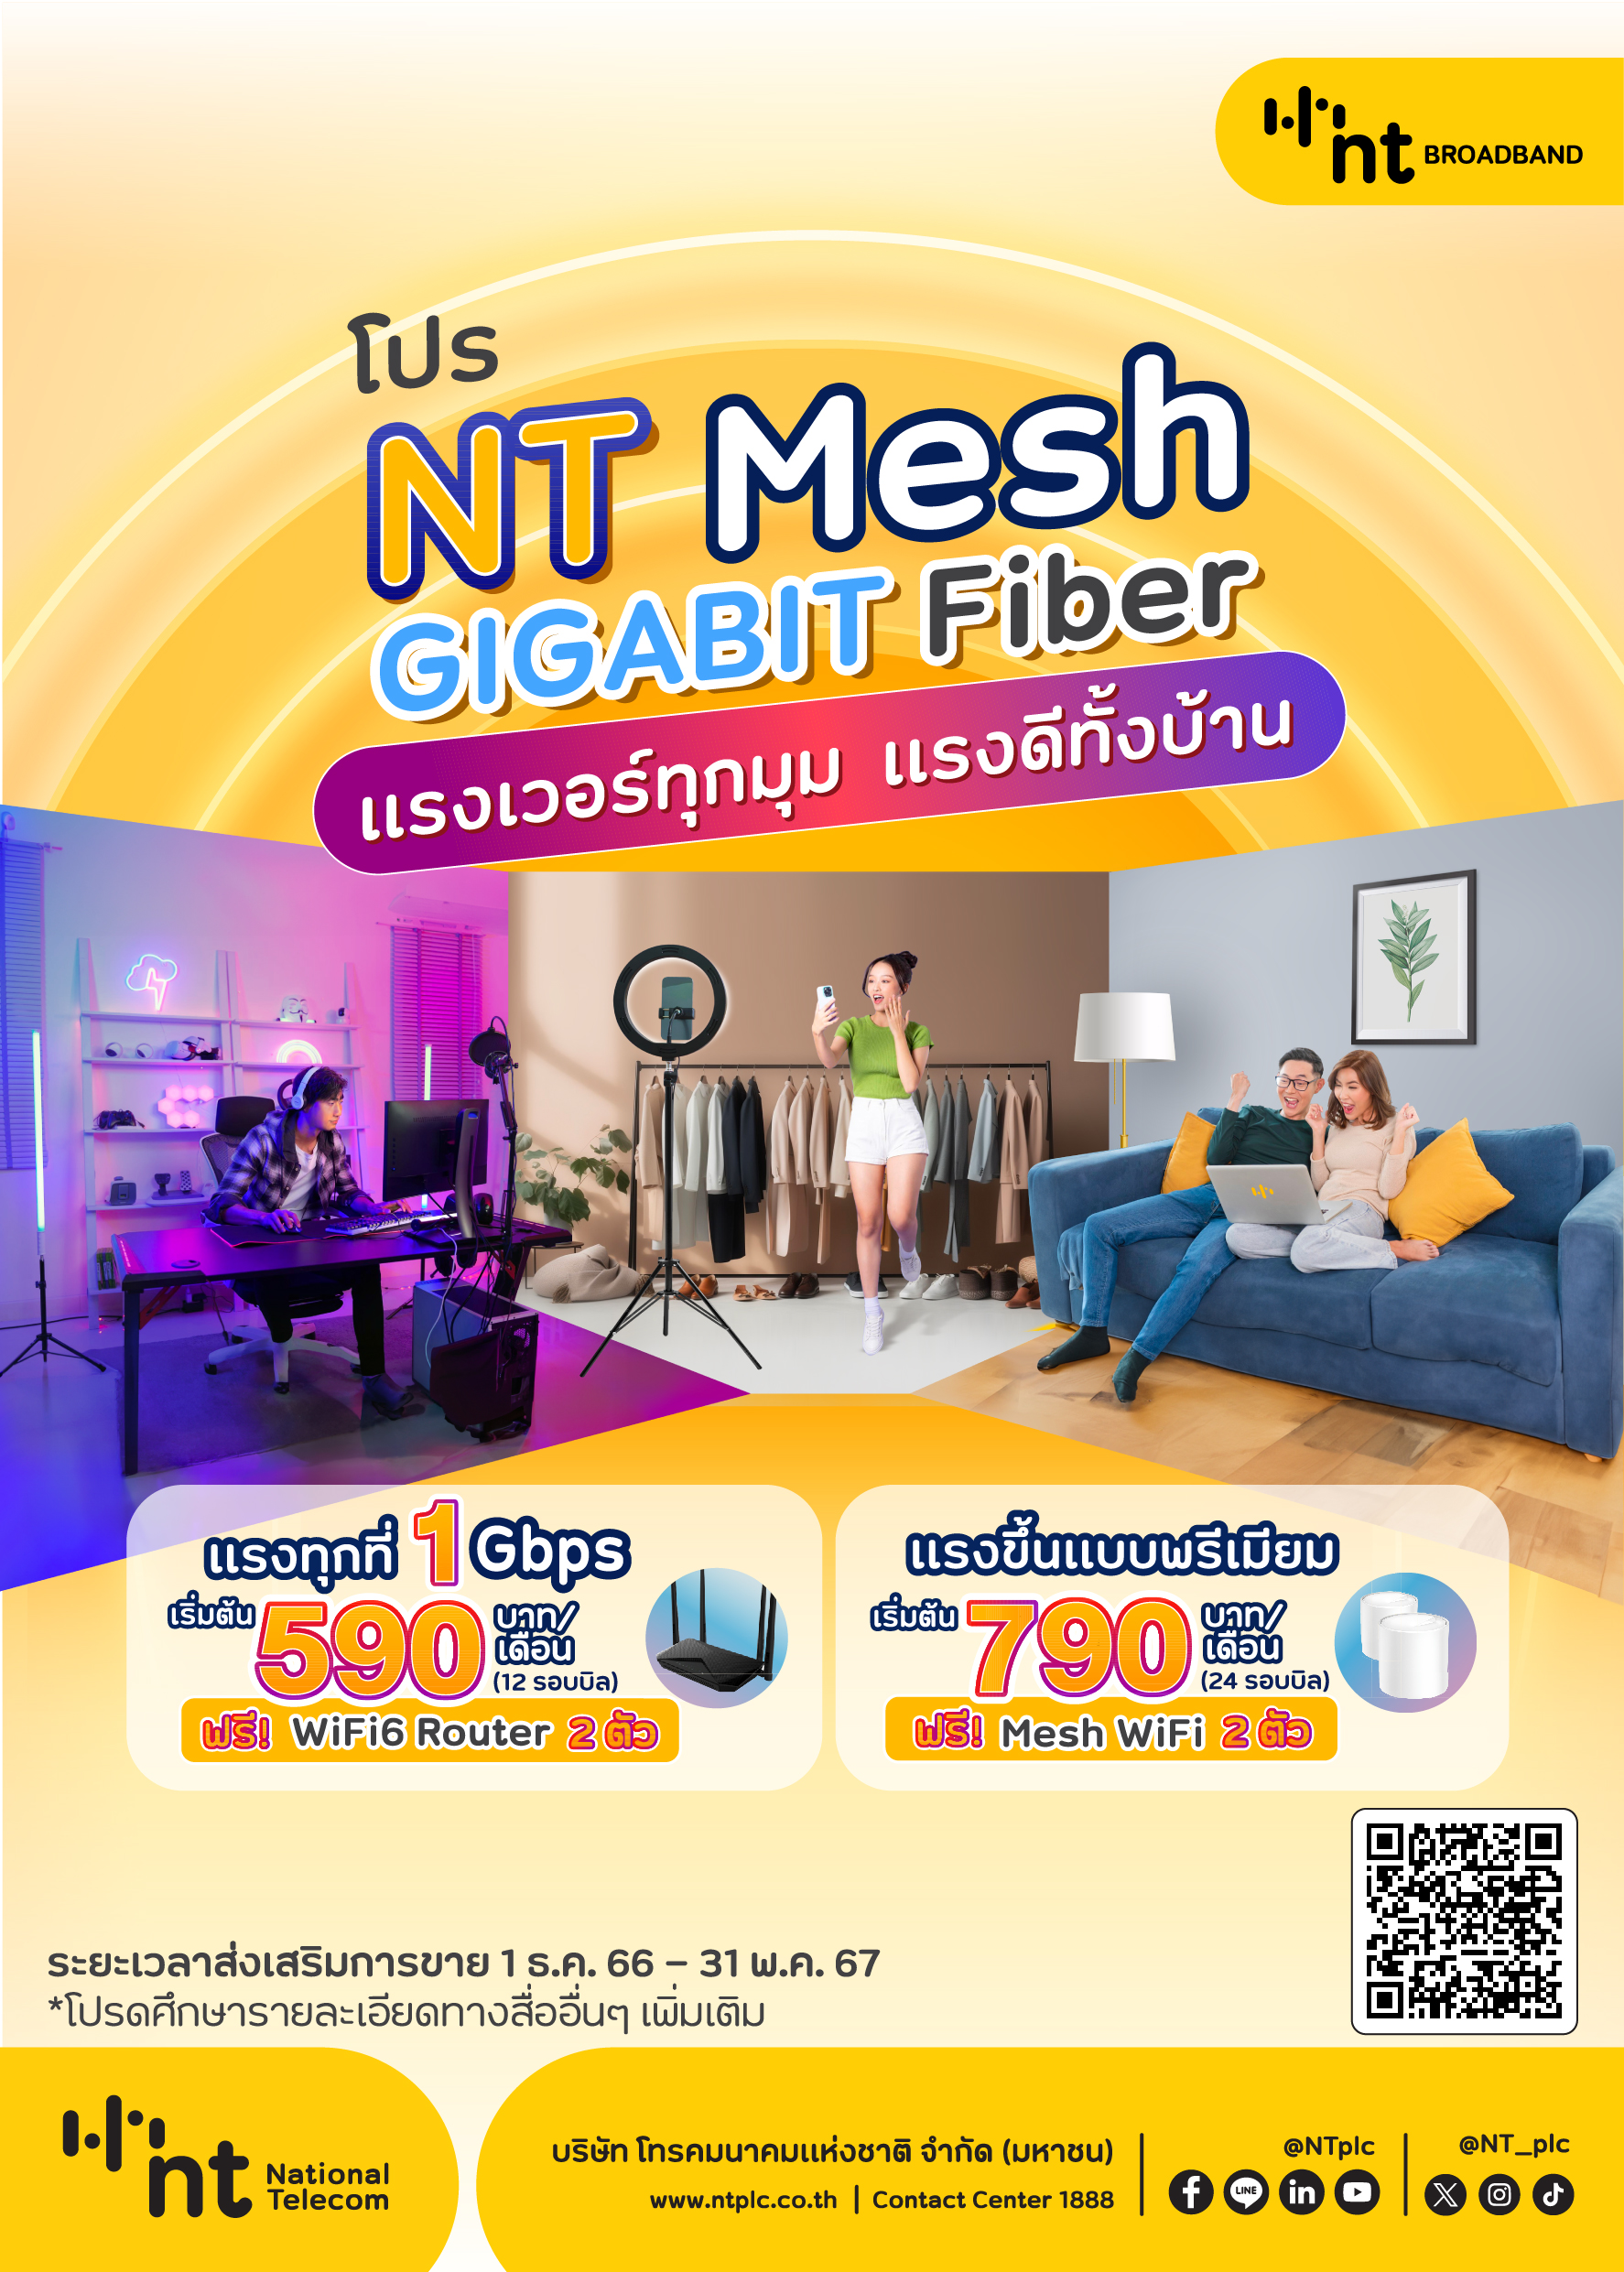 nt BROADBAND
โปร
NT Mesh
GIGABIT Fiber
แรงเวอร์ทุกมุม แรงดีทั้งบ้าน
แรงทุกที่ 1 Gbps
เริ่มต้น 590 บาท/
เดือน
(12 รอบบิล)
ฟรี! WiFi6 Router 2 ตัว
แรงขึ้นแบบพรีเมียม
เริ่มต้น 790 บาท/
เดือน
(24 รอบบิล)
ฟรี! Mesh WiFi 2 ตัว
ระยะเวลาส่งเสริมการขาย 1 ธ.ค. 66 – 31 พ.ค. 67
*โปรดศึกษารายละเอียดทางสื่ออื่นๆ เพิ่มเติม
nt National
Telecom
บริษัท โทรคมนาคมแห่งชาติ จำกัด (มหาชน)
www.ntplc.co.th | Contact Center 1888
@NTplc
LINE
@NT_plc